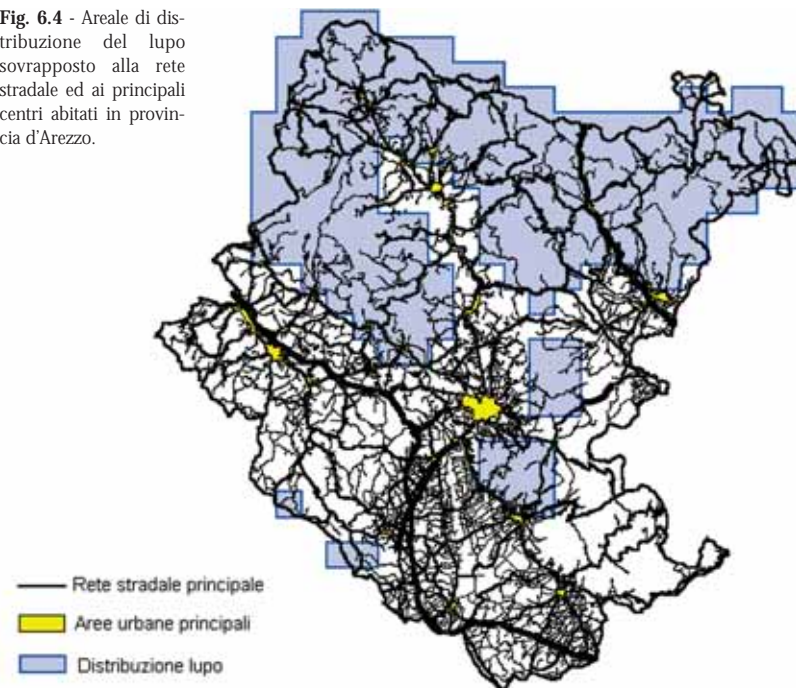 Fig. 6.4 - Areale di dis-
tribuzione del lupo
sovrapposto alla rete
stradale ed ai principali
centri abitati in provin-
cia d'Arezzo.
Rete stradale principale
Aree urbane principali
Distribuzione lupo